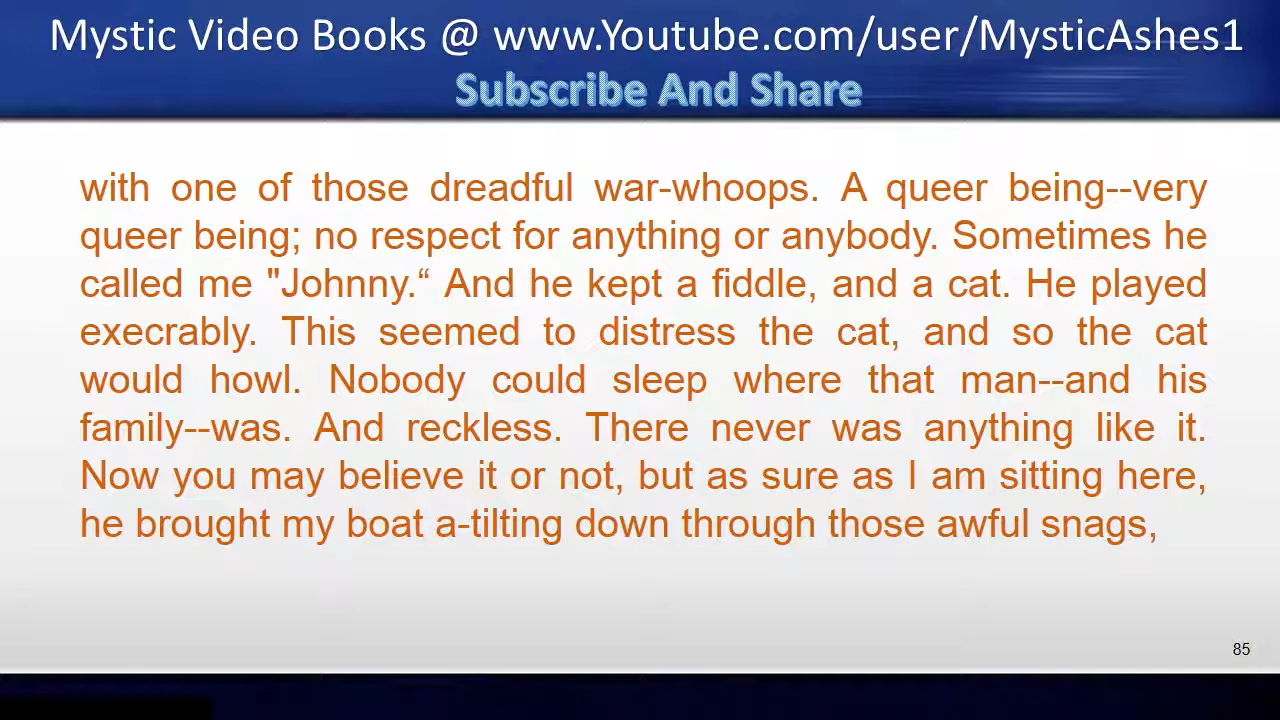 Mystic Video Books @ www.Youtube.com/user/MysticAshes1
Subscribe And Share
with one of those dreadful war-whoops. A queer being--very
queer being; no respect for anything or anybody. Sometimes he
called me "Johnny.“ And he kept a fiddle, and a cat. He played
execrably. This seemed to distress the cat, and so the cat
would howl. Nobody could sleep where that man--and his
family--was. And reckless. There never was anything like it.
Now you may believe it or not, but as sure as I am sitting here,
he brought my boat a-tilting down through those awful snags,
85